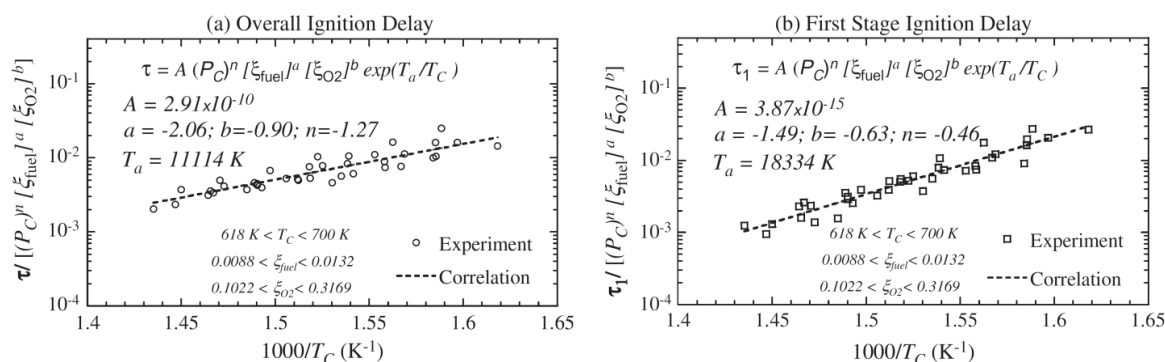 (a) Overall Ignition Delay
τ/ [(P_C)^n [ξ_fuel]^a [ξ_O2]^b]
10^-1
10^-2
10^-3
10^-4
τ = A (P_C)^n [ξ_fuel]^a [ξ_O2]^b exp(T_a/T_C )
A = 2.91x10^-10
a = -2.06; b=-0.90; n=-1.27
T_a = 11114 K
618 K < T_C < 700 K
0.0088 < ξ_fuel < 0.0132
0.1022 < ξ_O2 < 0.3169
Experiment
Correlation
1.4 1.45 1.5 1.55 1.6 1.65
1000/T_C (K^-1)
(b) First Stage Ignition Delay
τ_1/ [(P_C)^n [ξ_fuel]^a [ξ_O2]^b]
10^-1
10^-2
10^-3
10^-4
τ_1 = A (P_C)^n [ξ_fuel]^a [ξ_O2]^b exp(T_a/T_C )
A = 3.87x10^-15
a = -1.49; b= -0.63; n= -0.46
T_a = 18334 K
618 K < T_C < 700 K
0.0088 < ξ_fuel < 0.0132
0.1022 < ξ_O2 < 0.3169
Experiment
Correlation
1.4 1.45 1.5 1.55 1.6 1.65
1000/T_C (K^-1)